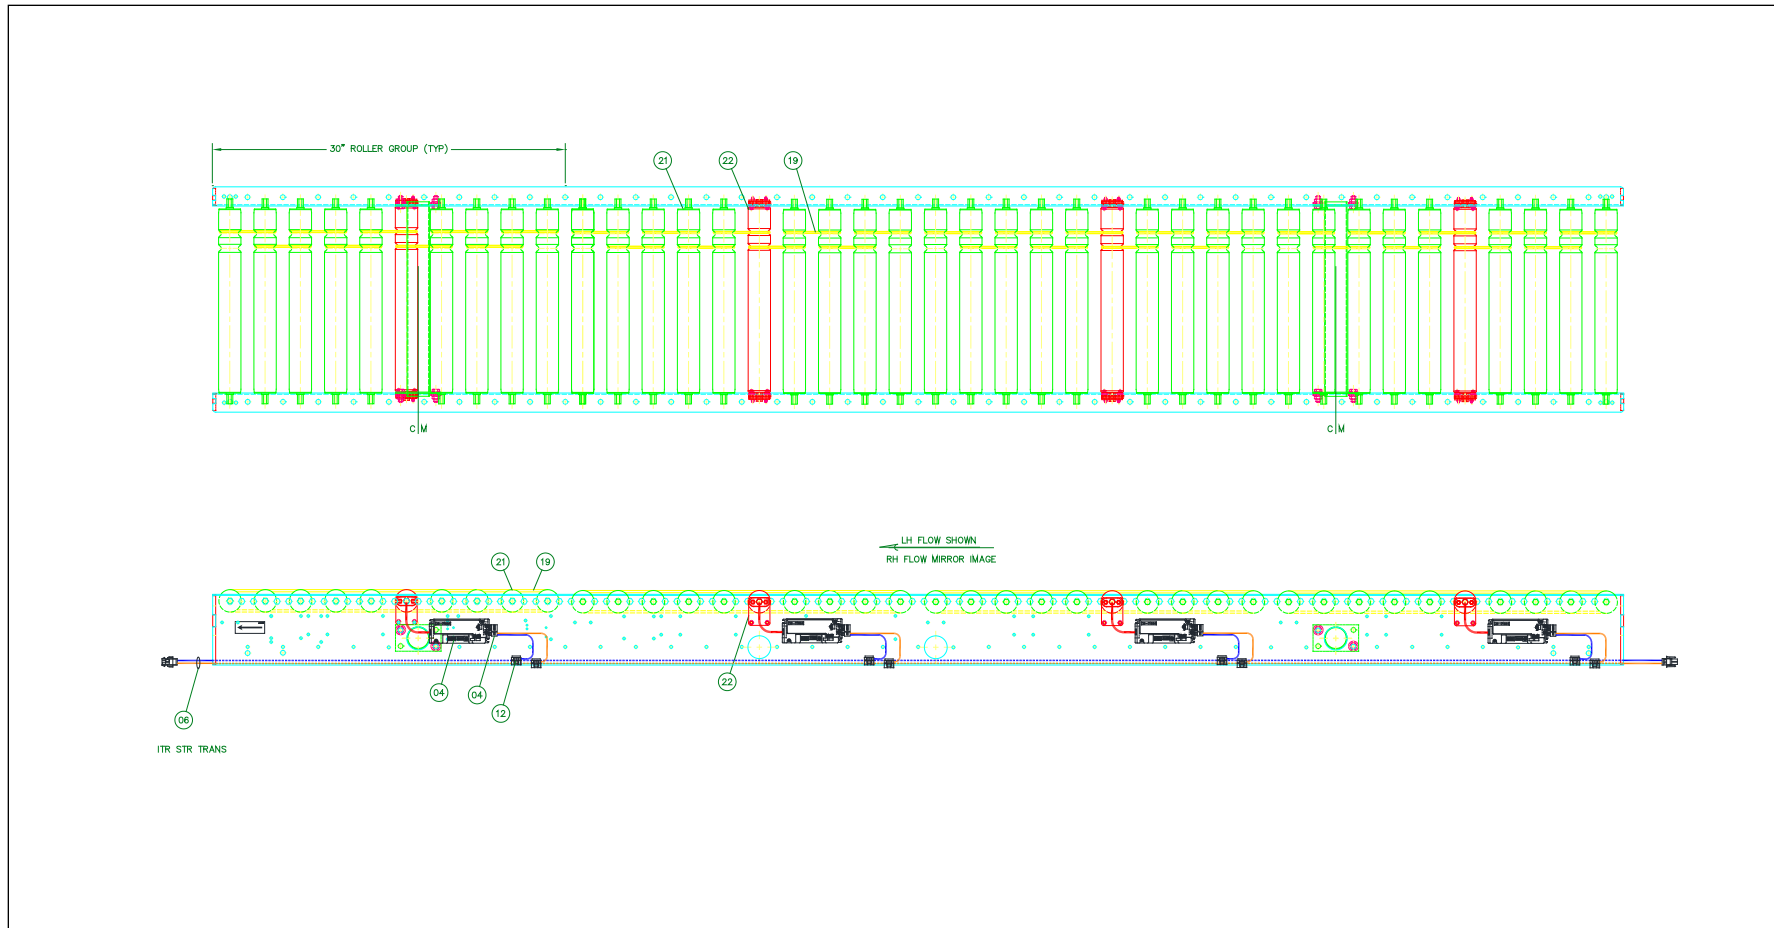 30" ROLLER GROUP (TYP)
21
22
19
C M
C M
LH FLOW SHOWN
RH FLOW MIRROR IMAGE
21
19
04
04
12
22
06
ITR STR TRANS